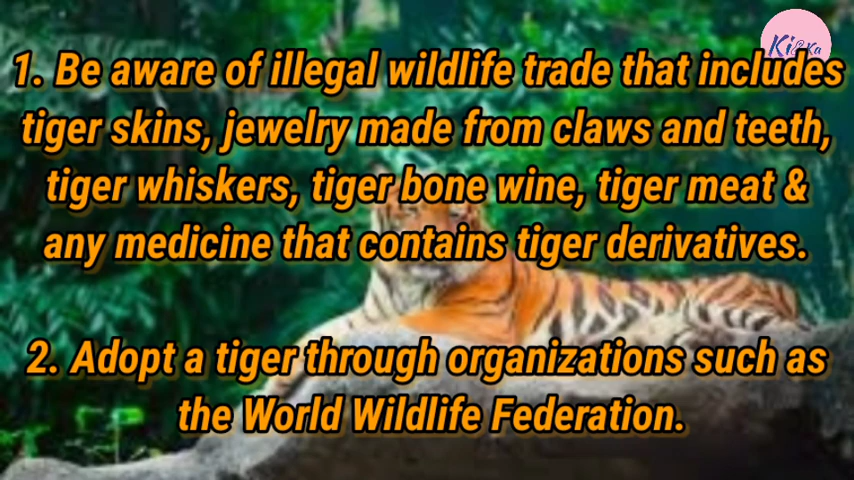 Ki&Ka
1. Be aware of illegal wildlife trade that includes
tiger skins, jewelry made from claws and teeth,
tiger whiskers, tiger bone wine, tiger meat &
any medicine that contains tiger derivatives.
2. Adopt a tiger through organizations such as
the World Wildlife Federation.